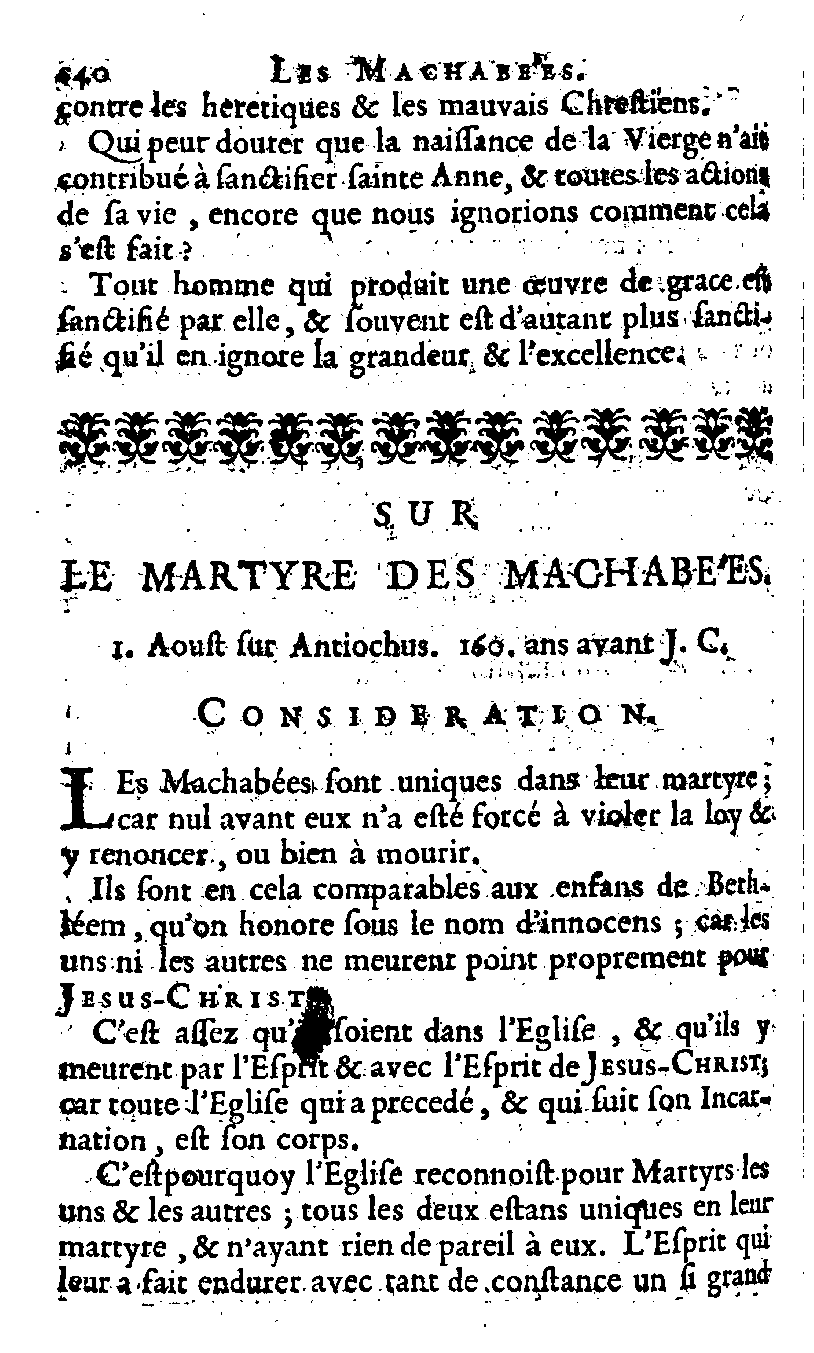 640 LES MACHABE'ES.
contre les heretiques & les mauvais Chreſtiens.
Qui peut douter que la naiſſance de la Vierge n'ait
contribué à ſanctifier ſainte Anne, & toutes les actions
de ſa vie, encore que nous ignorions comment cela
s'eſt fait?
Tout homme qui produit une œuvre de grace eſt
ſanctifié par elle, & ſouvent eſt d'autant plus ſancti-
fié qu'il en ignore la grandeur & l'excellence.
SUR
LE MARTYRE DES MACHABE'ES.
1. Aouſt ſur Antiochus. 160. ans avant J. C.
CONSIDERATION.
LEs Machabées ſont uniques dans leur martyre;
car nul avant eux n'a eſté forcé à violer la loy &
y renoncer, ou bien à mourir.
Ils ſont en cela comparables aux enfans de Beth-
léem, qu'on honore ſous le nom d'innocens; car les
uns ni les autres ne meurent point proprement pour
JESUS-CHRIST
C'eſt aſſez ſoient dans l'Egliſe, & qu'ils y
meurent par l'Eſprit & avec l'Eſprit de JESUS-CHRIST;
car toute l'Egliſe qui a precedé, & qui ſuit ſon Incar-
nation, eſt ſon corps.
C'eſt pourquoy l'Egliſe reconnoiſt pour Martyrs les
uns & les autres; tous les deux eſtans uniques en leur
martyre, & n'ayant rien de pareil à eux. L'Eſprit qui
leur a fait endurer avec tant de conſtance un ſi grand